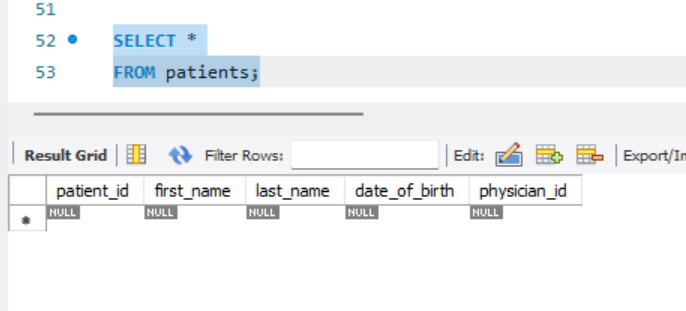 51
52 SELECT *
53 FROM patients;
Result Grid Filter Rows: Edit: Export/Im
patient_id first_name last_name date_of_birth physician_id
* NULL NULL NULL NULL NULL